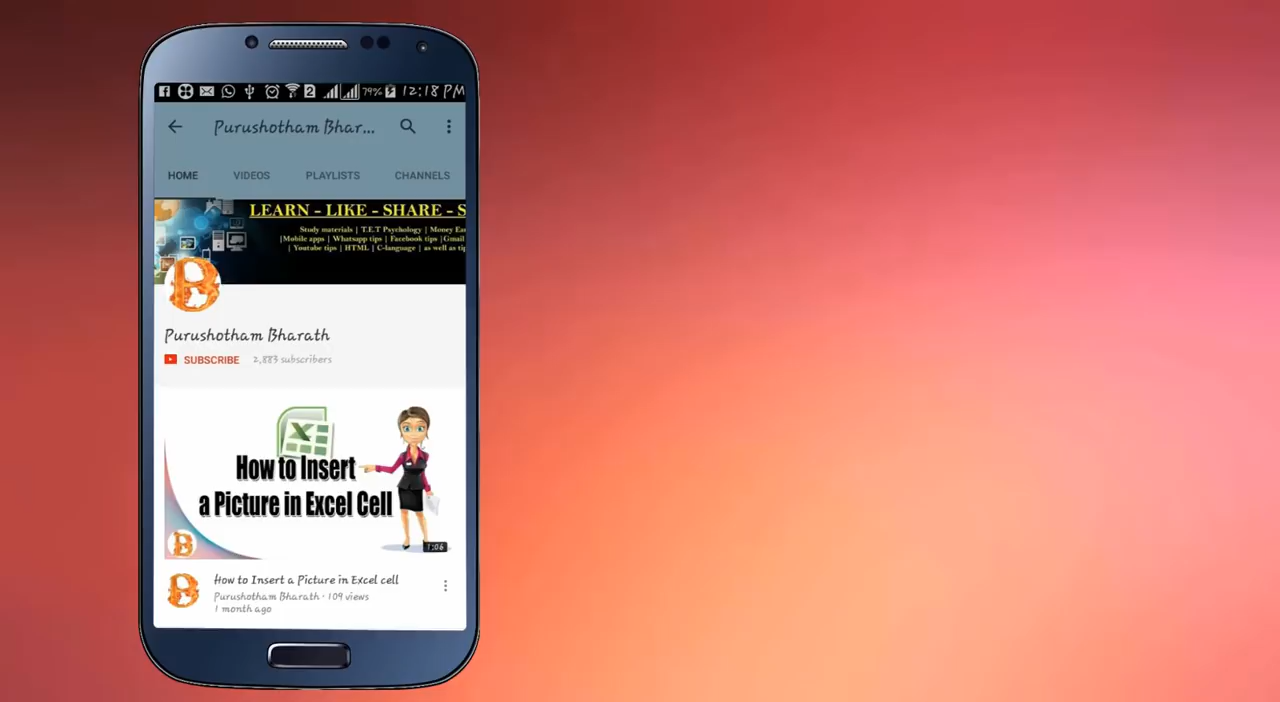 2 79% 12:18 PM
Purushotham Bhar...
HOME VIDEOS PLAYLISTS CHANNELS
LEARN - LIKE - SHARE - S
Study materials | T.E.T Psychology | Money Ea
|Mobile apps | Whatsapp tips | Facebook tips |Gmail
| Youtube tips | HTML | C-language | as well as tip
B
Purushotham Bharath
SUBSCRIBE 2,883 subscribers
How to Insert
a Picture in Excel Cell
B
1:06
B
How to Insert a Picture in Excel cell
Purushotham Bharath · 109 views
1 month ago